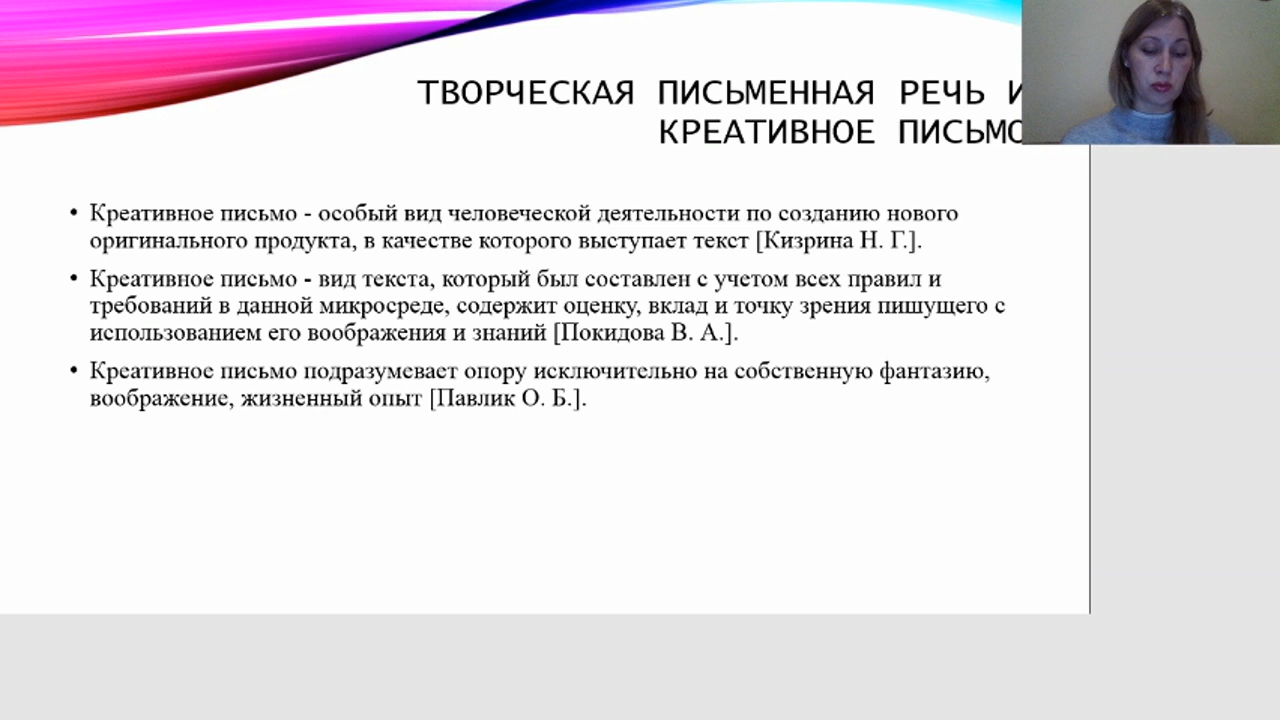 ТВОРЧЕСКАЯ ПИСЬМЕННАЯ РЕЧЬ И
КРЕАТИВНОЕ ПИСЬМО
• Креативное письмо - особый вид человеческой деятельности по созданию нового
оригинального продукта, в качестве которого выступает текст [Кизрина Н. Г.].
• Креативное письмо - вид текста, который был составлен с учетом всех правил и
требований в данной микросреде, содержит оценку, вклад и точку зрения пишущего с
использованием его воображения и знаний [Покидова В. А.].
• Креативное письмо подразумевает опору исключительно на собственную фантазию,
воображение, жизненный опыт [Павлик О. Б.].